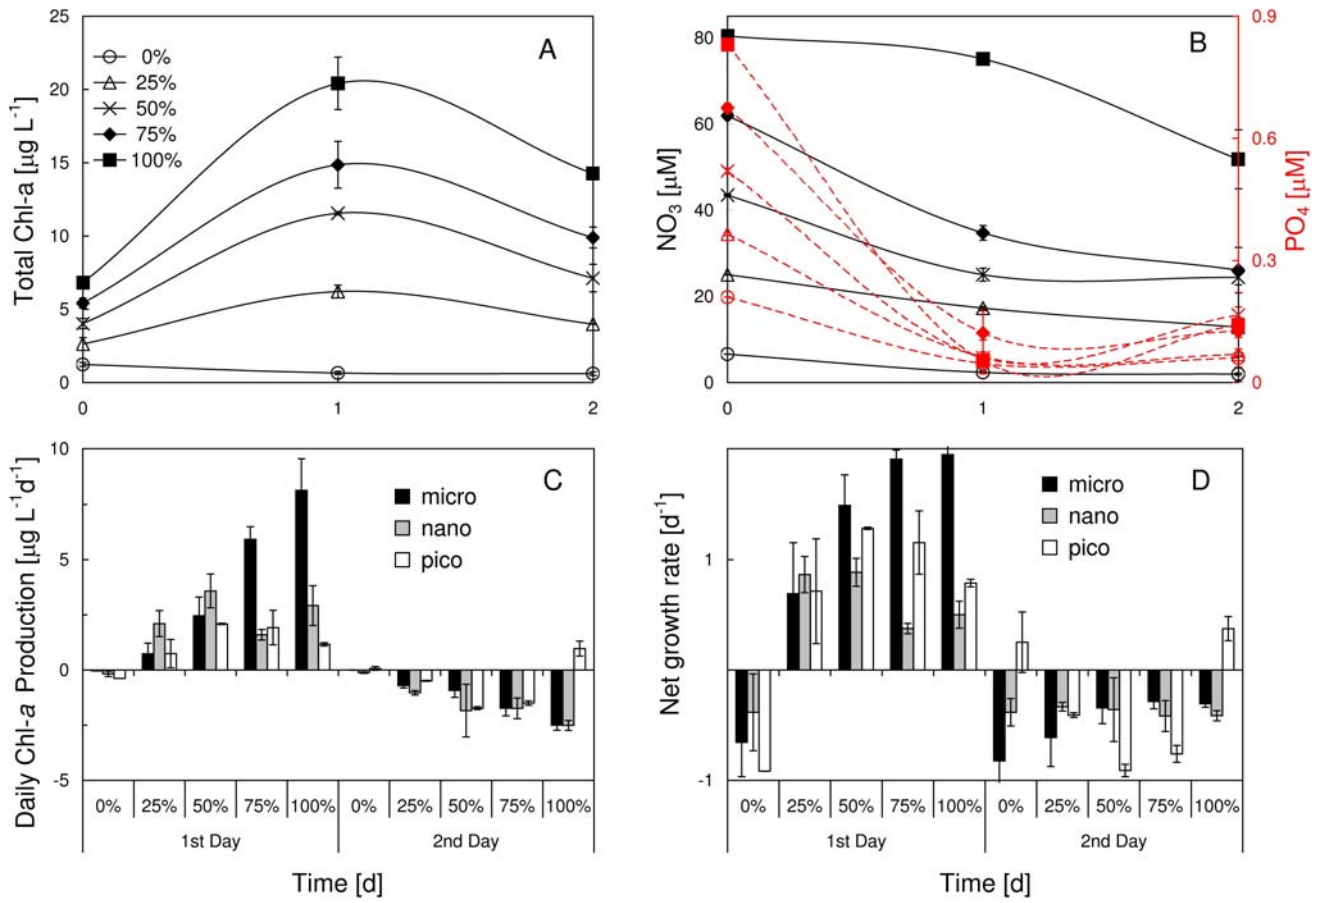 A
Total Chl-a [µg L⁻¹]
25
20
15
10
5
0
0%
25%
50%
75%
100%
0 1 2
B
NO₃ [µM]
80
60
40
20
0
PO₄ [µM]
0.9
0.6
0.3
0
0 1 2
C
Daily Chl-a Production [µg L⁻¹d⁻¹]
10
5
0
-5
micro
nano
pico
0% 25% 50% 75% 100% 0% 25% 50% 75% 100%
1st Day 2nd Day
Time [d]
D
Net growth rate [d⁻¹]
1
-1
micro
nano
pico
0% 25% 50% 75% 100% 0% 25% 50% 75% 100%
1st Day 2nd Day
Time [d]